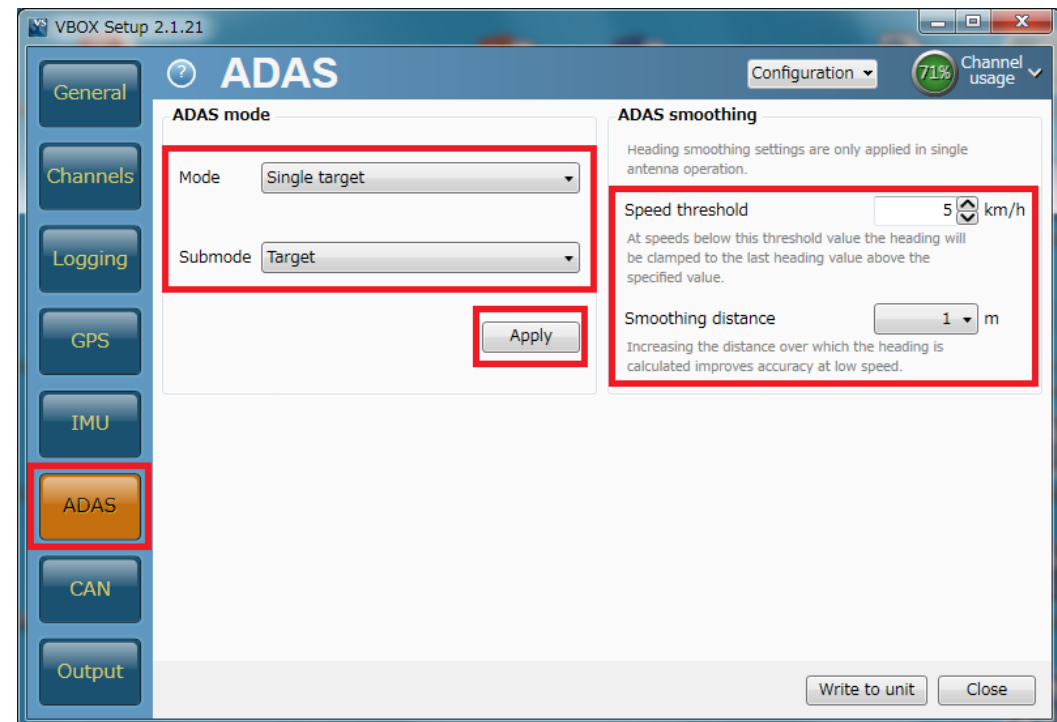 VBOX Setup 2.1.21
General
Channels
Logging
GPS
IMU
ADAS
CAN
Output
? ADAS
Configuration
71% Channel
usage
ADAS mode
Mode Single target
Submode Target
Apply
ADAS smoothing
Heading smoothing settings are only applied in single
antenna operation.
Speed threshold 5 km/h
At speeds below this threshold value the heading will
be clamped to the last heading value above the
specified value.
Smoothing distance 1 m
Increasing the distance over which the heading is
calculated improves accuracy at low speed.
Write to unit Close